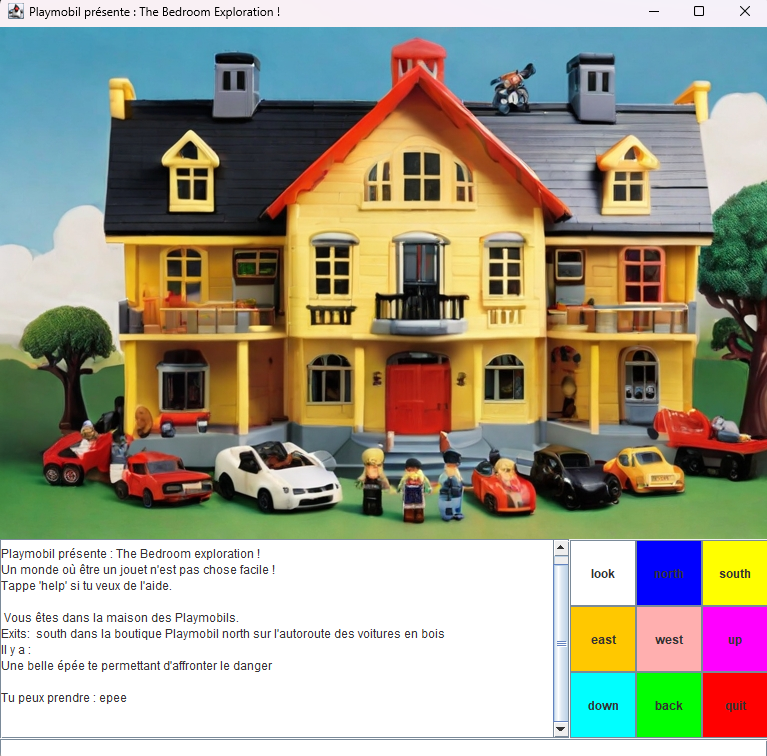 Playmobil présente : The Bedroom Exploration !
Playmobil présente : The Bedroom exploration !
Un monde où être un jouet n'est pas chose facile !
Tappe 'help' si tu veux de l'aide.
Vous êtes dans la maison des Playmobils.
Exits:  south dans la boutique Playmobil north sur l'autoroute des voitures en bois
Il y a :
Une belle épée te permettant d'affronter le danger
Tu peux prendre : epee
look north south
east west up
down back quit